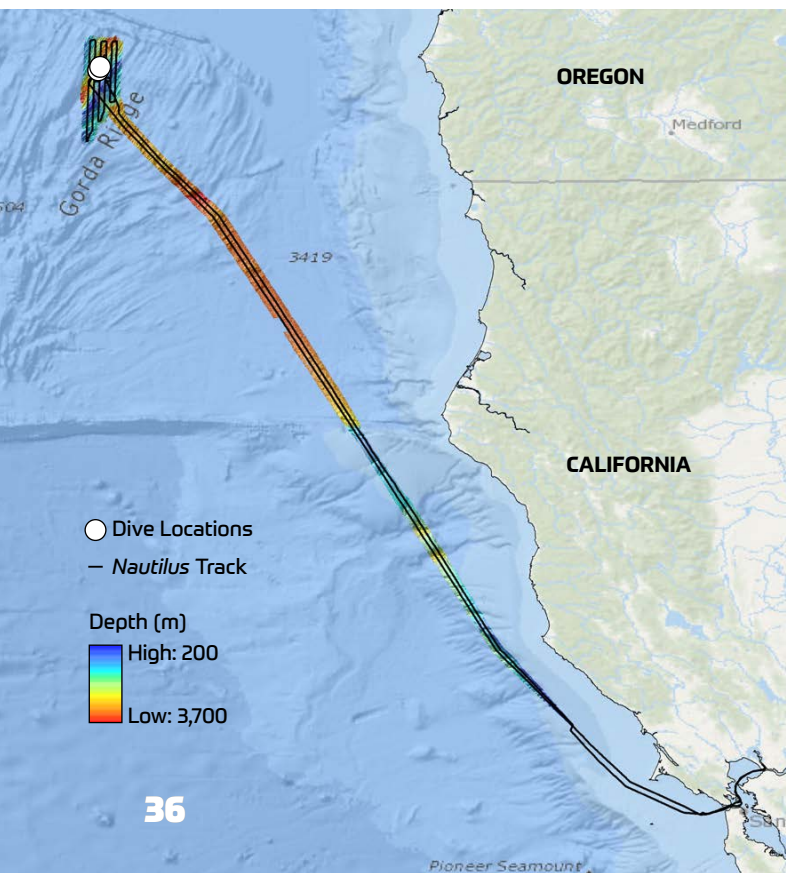 OREGON
Medford
Gorda Ridge
3419
CALIFORNIA
Dive Locations
Nautilus Track
Depth (m)
High: 200
Low: 3,700
36
San
Pioneer Seamount